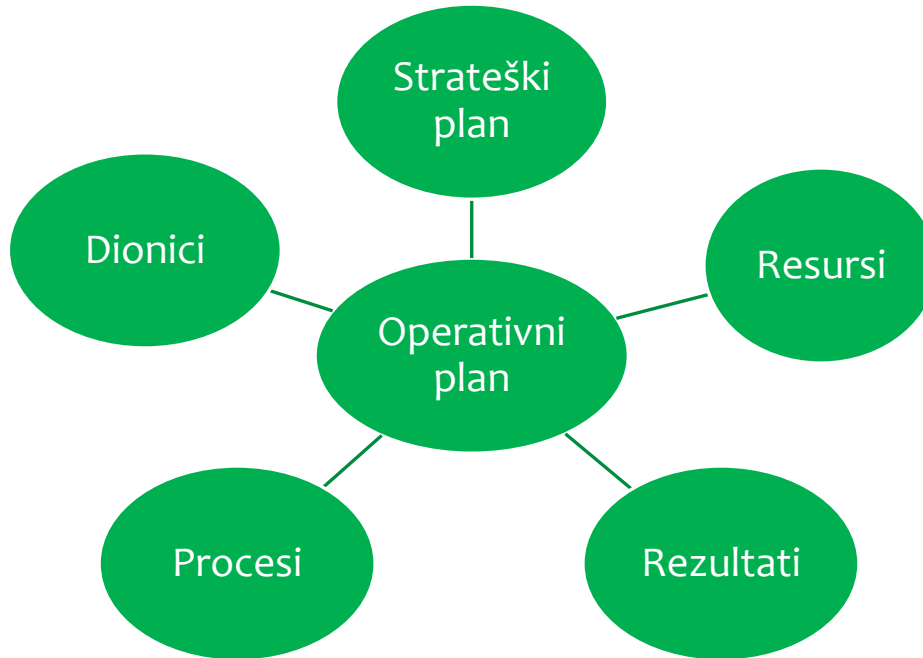 Strateški
plan
Dionici
Resursi
Operativni
plan
Procesi
Rezultati